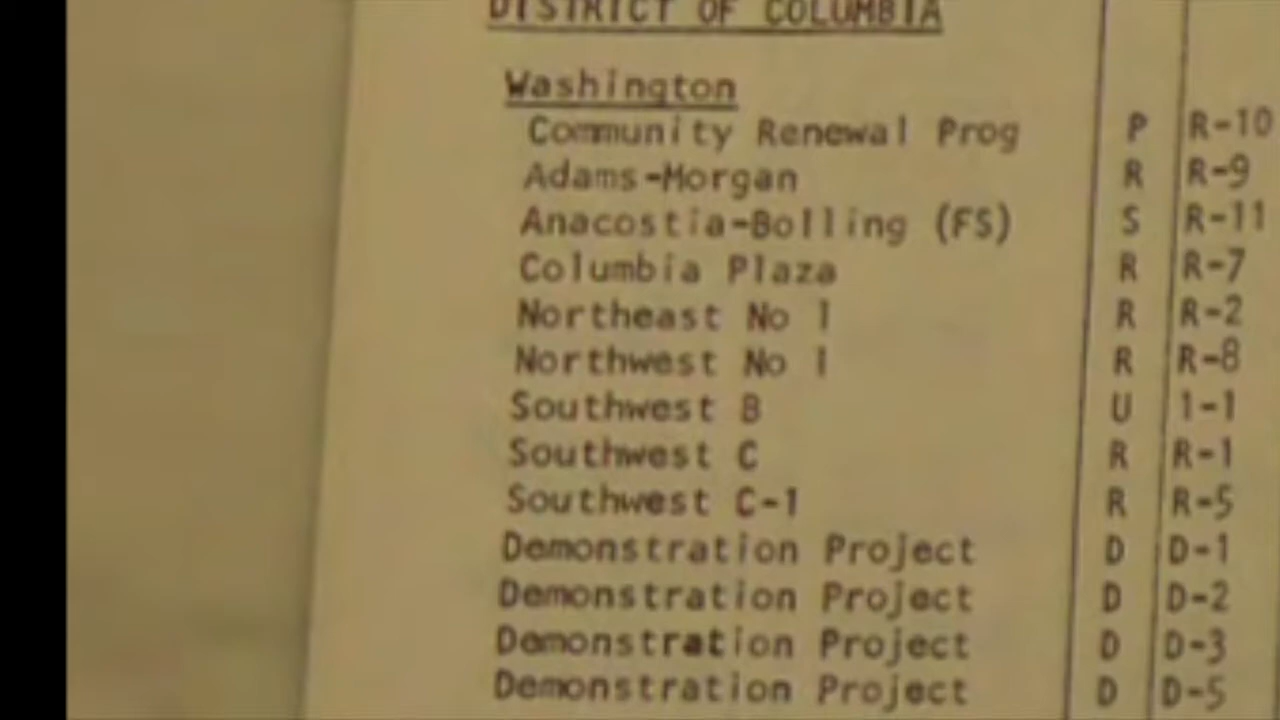 DISTRICT OF COLUMBIA
Washington
Community Renewal Prog P R-10
Adams-Morgan R R-9
Anacostia-Bolling (FS) S R-11
Columbia Plaza R R-7
Northeast No 1 R R-2
Northwest No 1 R R-8
Southwest B U 1-1
Southwest C R R-1
Southwest C-1 R R-5
Demonstration Project D D-1
Demonstration Project D D-2
Demonstration Project D D-3
Demonstration Project D D-5